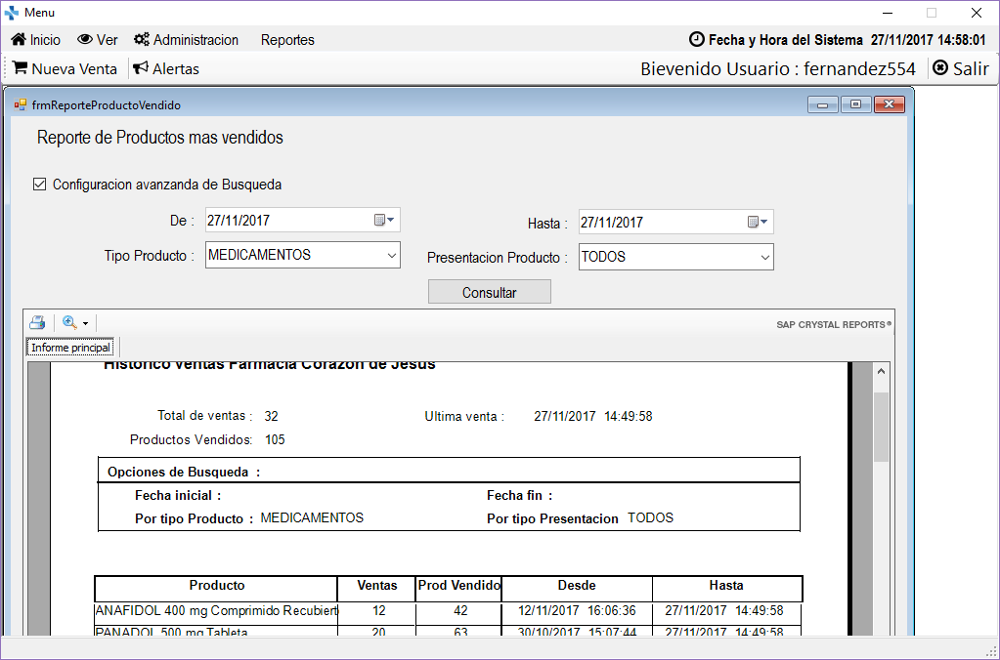 Menu
Inicio Ver Administracion Reportes Fecha y Hora del Sistema 27/11/2017 14:58:01
Nueva Venta Alertas Bievenido Usuario : fernandez554 Salir
frmReporteProductoVendido
Reporte de Productos mas vendidos
Configuracion avanzanda de Busqueda
De : 27/11/2017 Hasta : 27/11/2017
Tipo Producto : MEDICAMENTOS Presentacion Producto : TODOS
Consultar
SAP CRYSTAL REPORTS®
Informe principal
Historico ventas Farmacia Corazon de Jesus
Total de ventas : 32 Ultima venta : 27/11/2017 14:49:58
Productos Vendidos: 105
Opciones de Busqueda :
Fecha inicial : Fecha fin :
Por tipo Producto : MEDICAMENTOS Por tipo Presentacion TODOS
Producto Ventas Prod Vendido Desde Hasta
ANAFIDOL 400 mg Comprimido Recubiert 12 42 12/11/2017 16:06:36 27/11/2017 14:49:58
PANADOL 500 mg Tableta 20 63 30/10/2017 15:07:44 27/11/2017 14:49:58